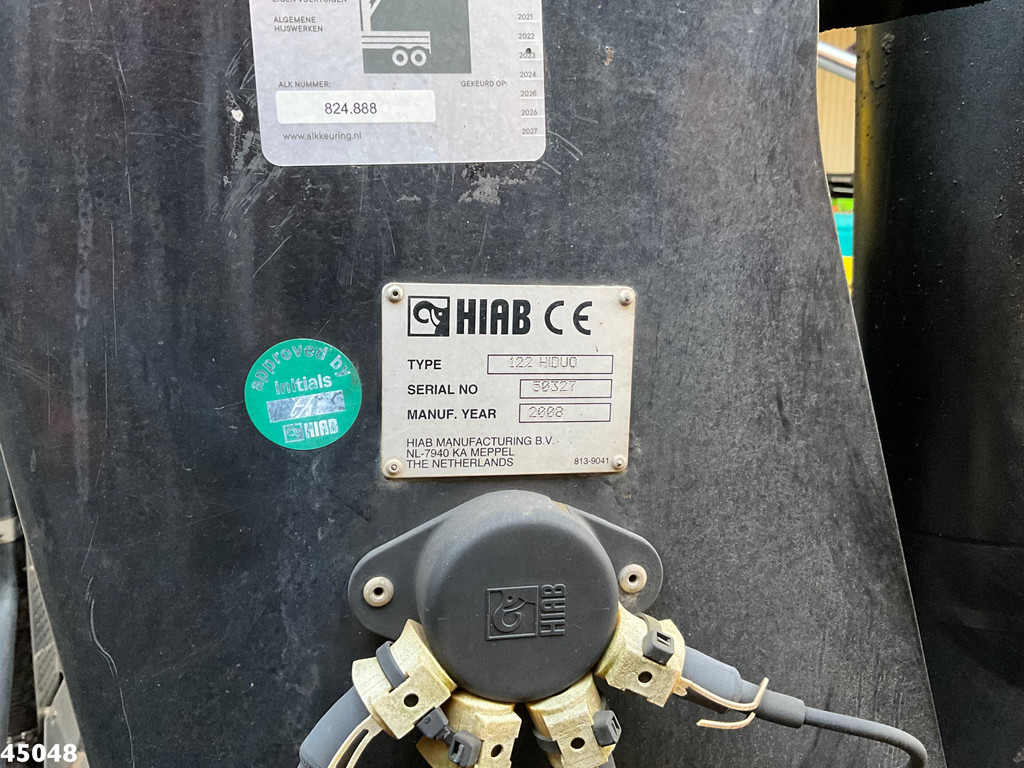 EIGEN VOERTUIGEN
ALGEMENE
HIJSWERKEN
2021
2022
2023
2024
2025
2026
2027
ALK NUMMER:
GEKEURD OP:
824.888
www.alkkeuring.nl
HIAB CE
TYPE 122 HIDUO
SERIAL NO 50327
MANUF. YEAR 2008
HIAB MANUFACTURING B.V.
NL-7940 KA MEPPEL
THE NETHERLANDS
813-9041
approved by
initials
HIAB
HIAB
45048